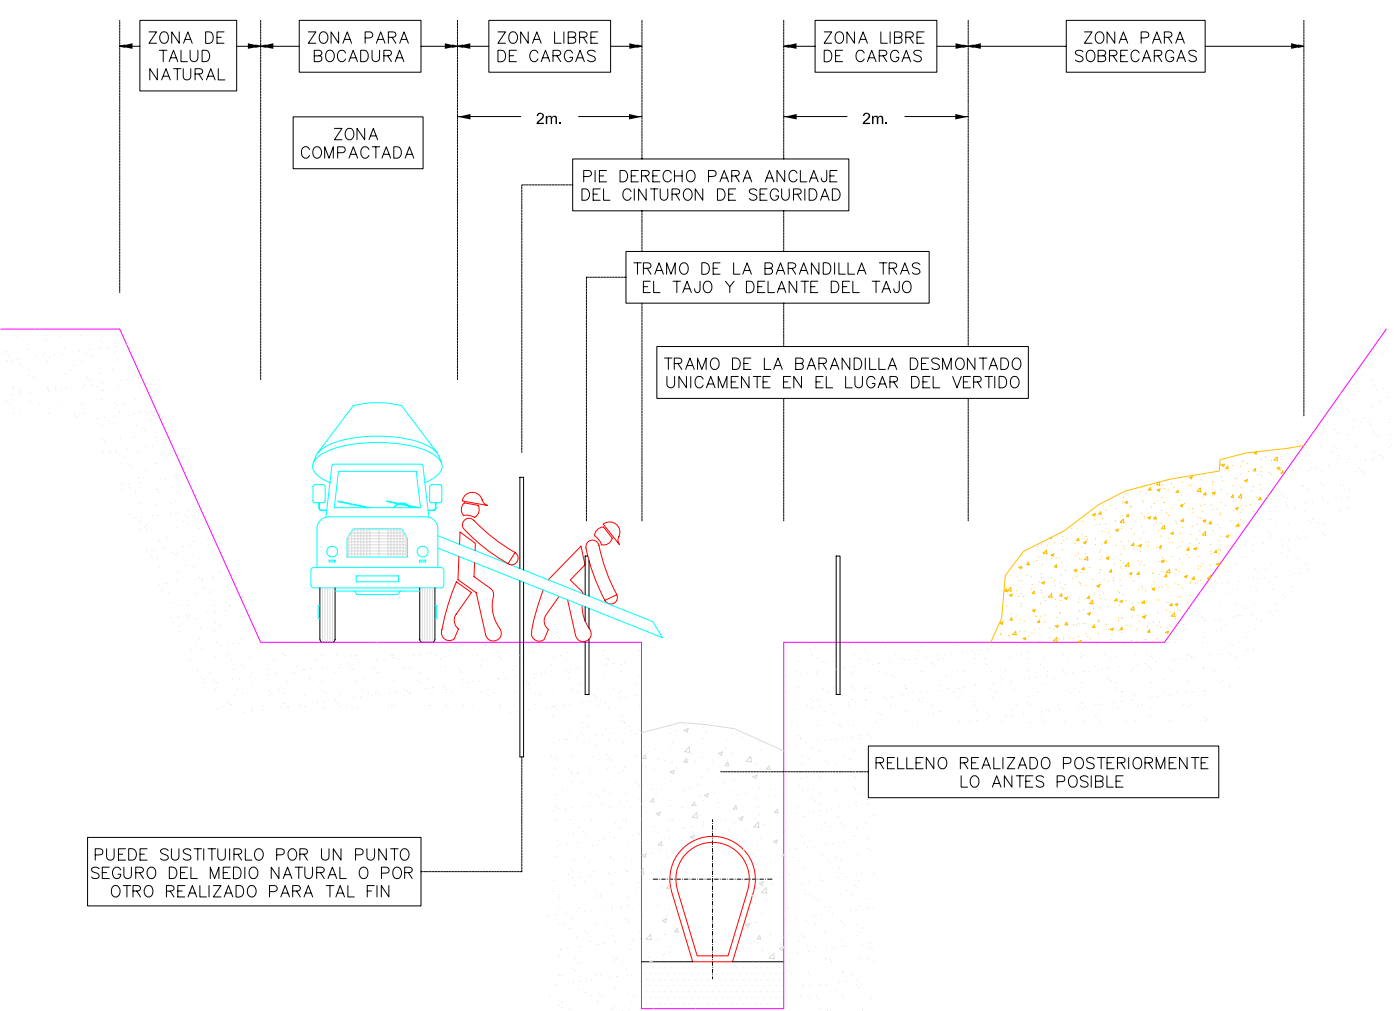 ZONA DE
TALUD
NATURAL
ZONA PARA
BOCADURA
ZONA LIBRE
DE CARGAS
ZONA LIBRE
DE CARGAS
ZONA PARA
SOBRECARGAS
2m.
2m.
ZONA
COMPACTADA
PIE DERECHO PARA ANCLAJE
DEL CINTURON DE SEGURIDAD
TRAMO DE LA BARANDILLA TRAS
EL TAJO Y DELANTE DEL TAJO
TRAMO DE LA BARANDILLA DESMONTADO
UNICAMENTE EN EL LUGAR DEL VERTIDO
RELLENO REALIZADO POSTERIORMENTE
LO ANTES POSIBLE
PUEDE SUSTITUIRLO POR UN PUNTO
SEGURO DEL MEDIO NATURAL O POR
OTRO REALIZADO PARA TAL FIN